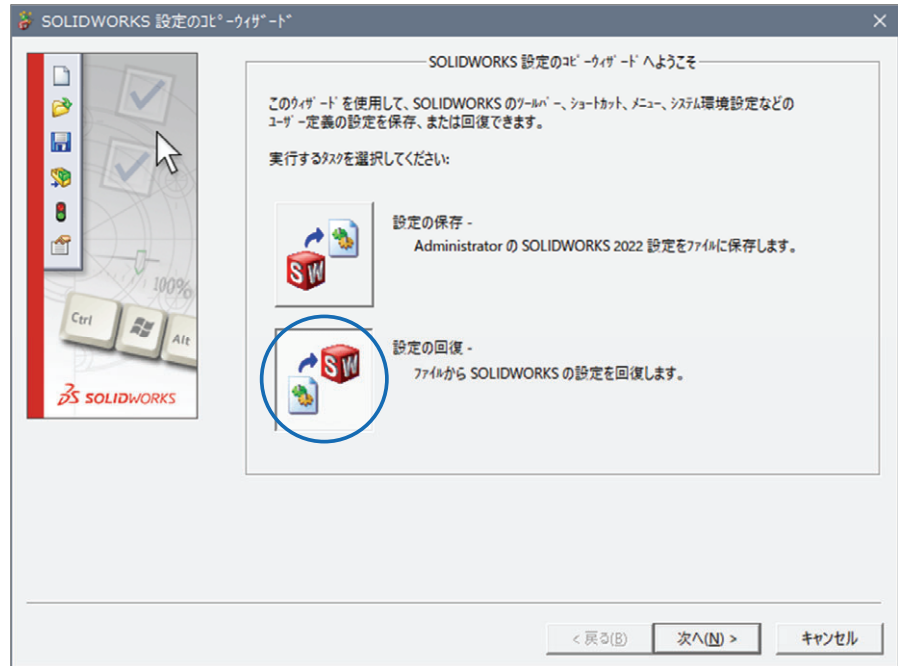 SOLIDWORKS 設定のｺﾋﾟｰｳｨｻﾞｰﾄﾞ
100%
Ctrl
Alt
SOLIDWORKS
SOLIDWORKS 設定のｺﾋﾟｰｳｨｻﾞｰﾄﾞ へようこそ
このｳｨｻﾞｰﾄﾞを使用して、SOLIDWORKS のﾂｰﾙﾊﾞｰ、ｼｮｰﾄｶｯﾄ、ﾒﾆｭｰ、ｼｽﾃﾑ環境設定などの
ﾕｰｻﾞｰ定義の設定を保存、または回復できます。
実行するﾀｽｸを選択してください:
SW
設定の保存 -
Administrator の SOLIDWORKS 2022 設定をﾌｧｲﾙに保存します。
SW
設定の回復 -
ﾌｧｲﾙから SOLIDWORKS の設定を回復します。
< 戻る(B)
次へ(N) >
キャンセル